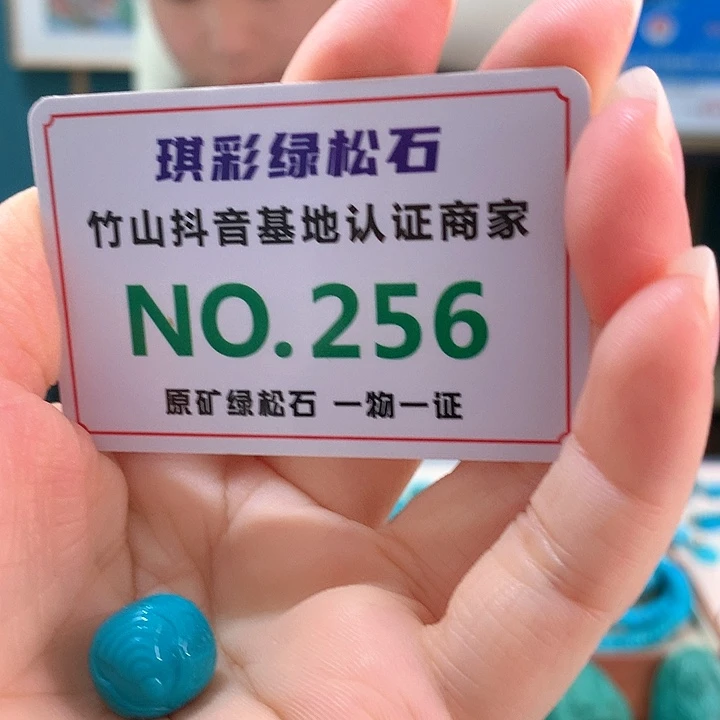 琪彩绿松石
竹山抖音基地认证商家
NO.256
原矿绿松石 一物一证